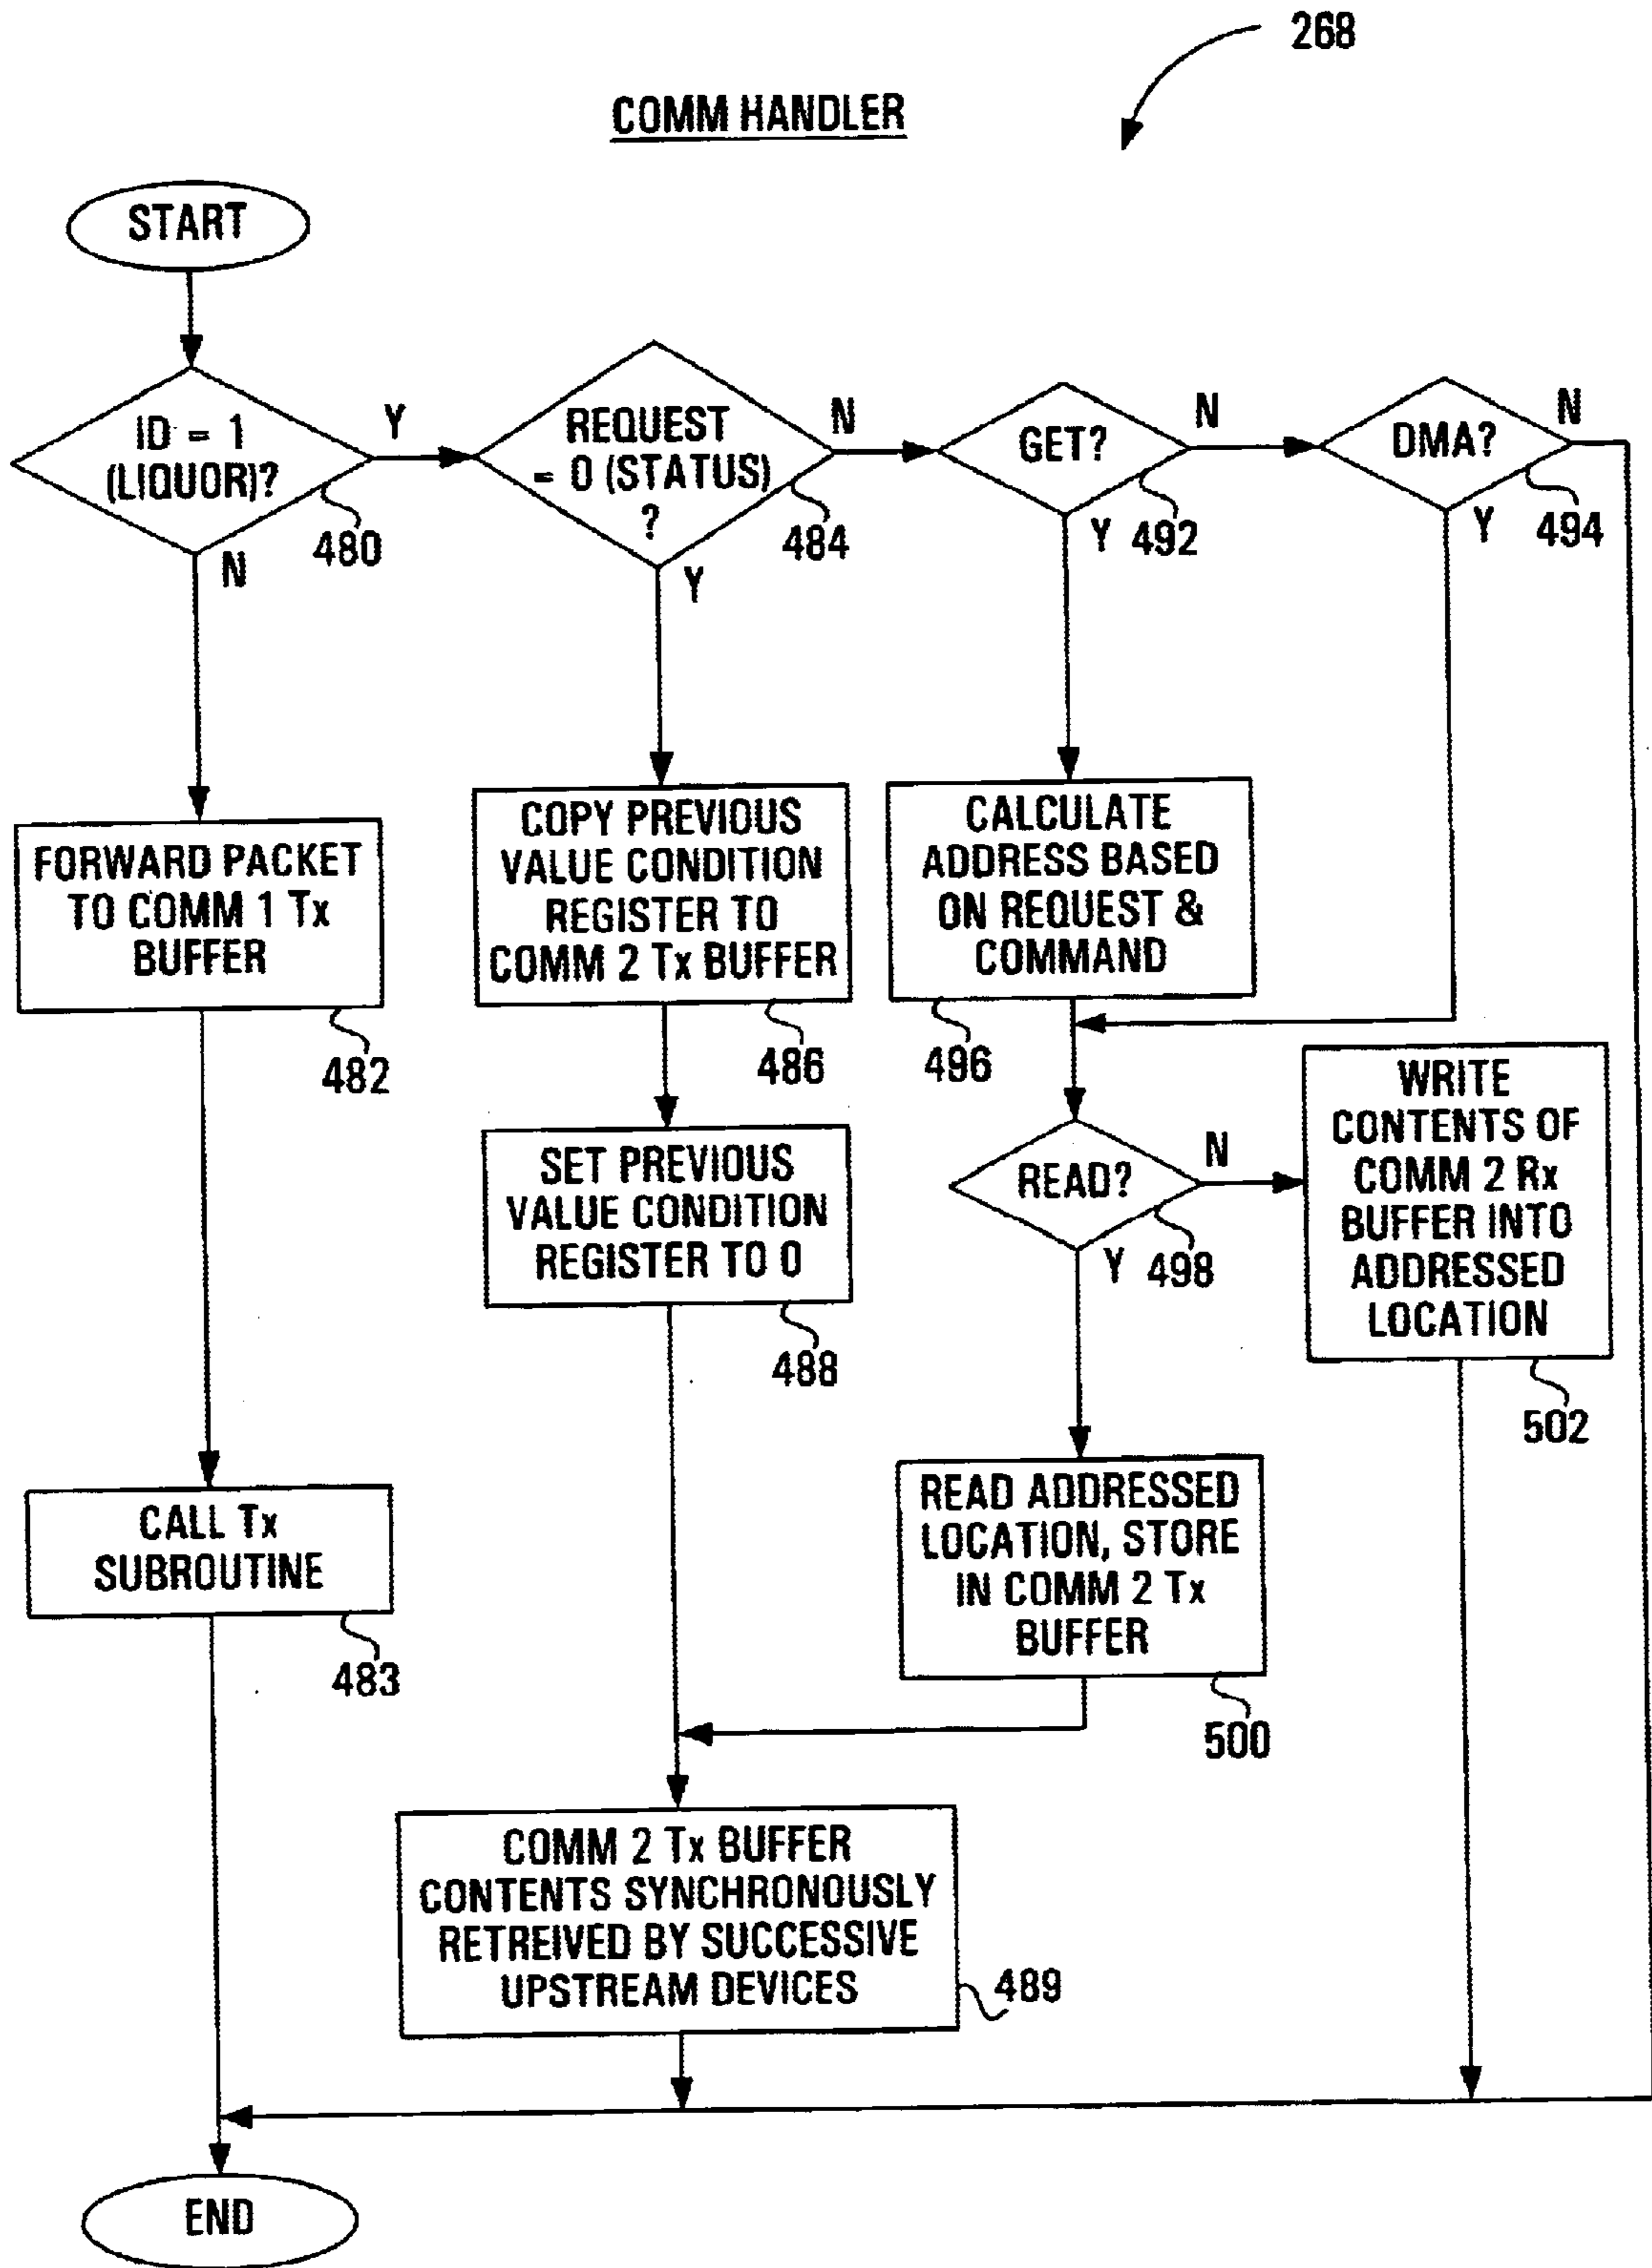 268
COMM HANDLER
START
ID = 1
(LIQUOR)?
Y
N
480
REQUEST
= 0 (STATUS)
?
N
Y
484
GET?
N
Y
492
DMA?
N
Y
494
FORWARD PACKET
TO COMM 1 Tx
BUFFER
482
COPY PREVIOUS
VALUE CONDITION
REGISTER TO
COMM 2 Tx BUFFER
486
CALCULATE
ADDRESS BASED
ON REQUEST &
COMMAND
496
SET PREVIOUS
VALUE CONDITION
REGISTER TO 0
488
READ?
N
Y
498
WRITE
CONTENTS OF
COMM 2 Rx
BUFFER INTO
ADDRESSED
LOCATION
502
CALL Tx
SUBROUTINE
483
READ ADDRESSED
LOCATION, STORE
IN COMM 2 Tx
BUFFER
500
COMM 2 Tx BUFFER
CONTENTS SYNCHRONOUSLY
RETREIVED BY SUCCESSIVE
UPSTREAM DEVICES
489
END